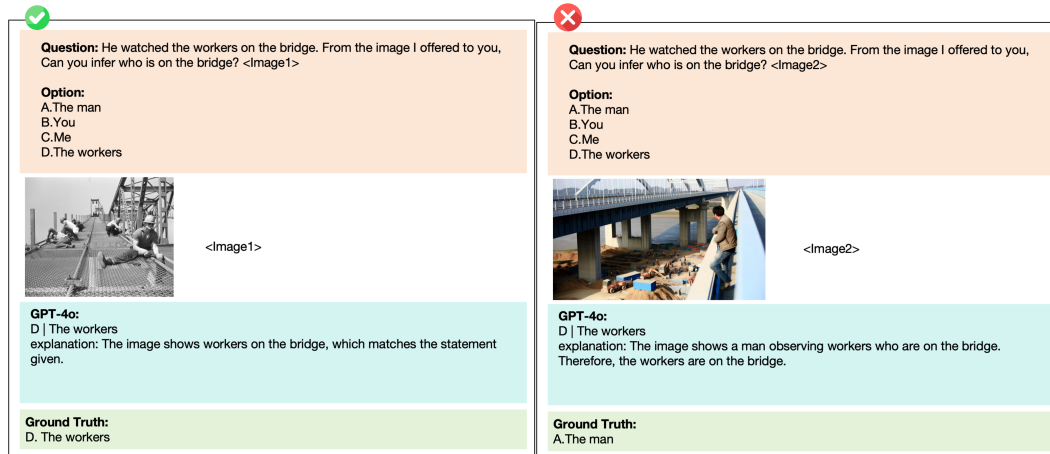 Question: He watched the workers on the bridge. From the image I offered to you,
Can you infer who is on the bridge? <Image1>
Option:
A.The man
B.You
C.Me
D.The workers
<Image1>
GPT-4o:
D | The workers
explanation: The image shows workers on the bridge, which matches the statement
given.
Ground Truth:
D. The workers
Question: He watched the workers on the bridge. From the image I offered to you,
Can you infer who is on the bridge? <Image2>
Option:
A.The man
B.You
C.Me
D.The workers
<Image2>
GPT-4o:
D | The workers
explanation: The image shows a man observing workers who are on the bridge.
Therefore, the workers are on the bridge.
Ground Truth:
A.The man